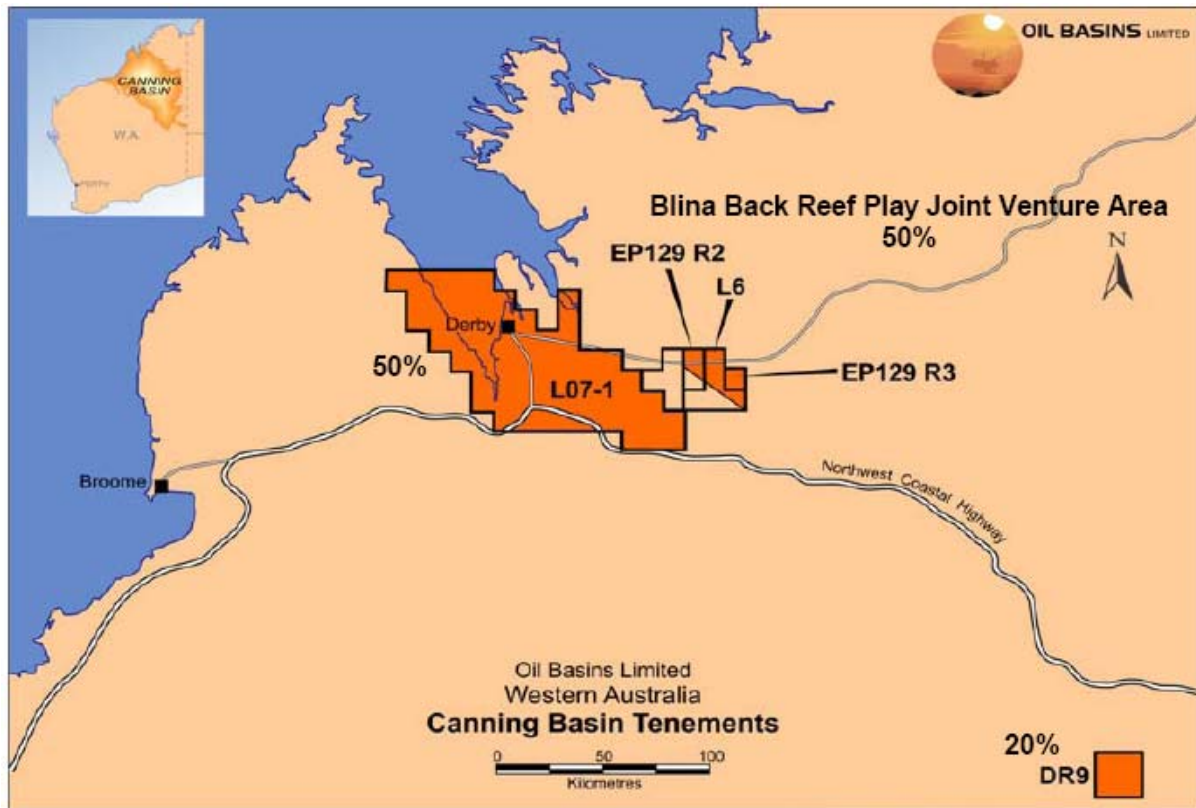 CANNING
BASIN
W.A.
PERTH
OIL BASINS LIMITED
Blina Back Reef Play Joint Venture Area
50%
N
EP129 R2
L6
EP129 R3
Derby
50%
L07-1
Broome
Northwest Coastal Highway
Oil Basins Limited
Western Australia
Canning Basin Tenements
0 50 100
Kilometres
20%
DR9